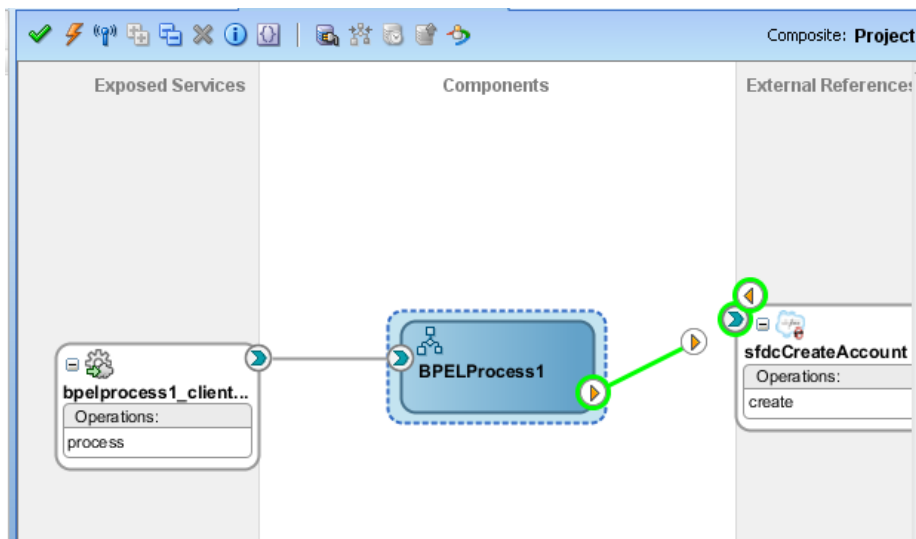 Composite: Project
Exposed Services
Components
External References
BPELProcess1
bpelprocess1_client...
Operations:
process
sfdcCreateAccount
Operations:
create